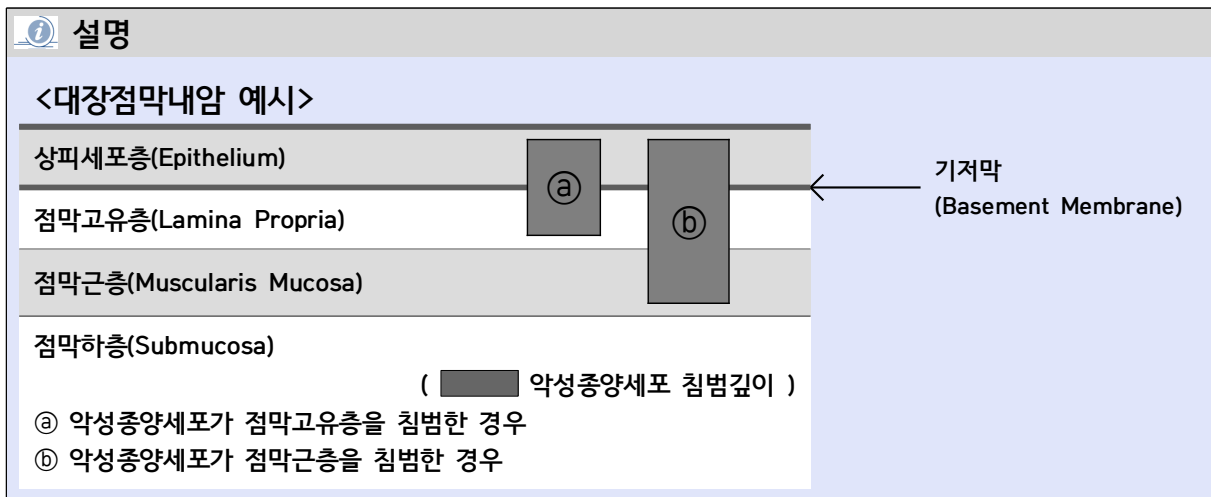 설명
<대장점막내암 예시>
상피세포층(Epithelium)
ⓐ
기저막
(Basement Membrane)
점막고유층(Lamina Propria)
ⓑ
점막근층(Muscularis Mucosa)
점막하층(Submucosa)
( 악성종양세포 침범깊이 )
ⓐ 악성종양세포가 점막고유층을 침범한 경우
ⓑ 악성종양세포가 점막근층을 침범한 경우